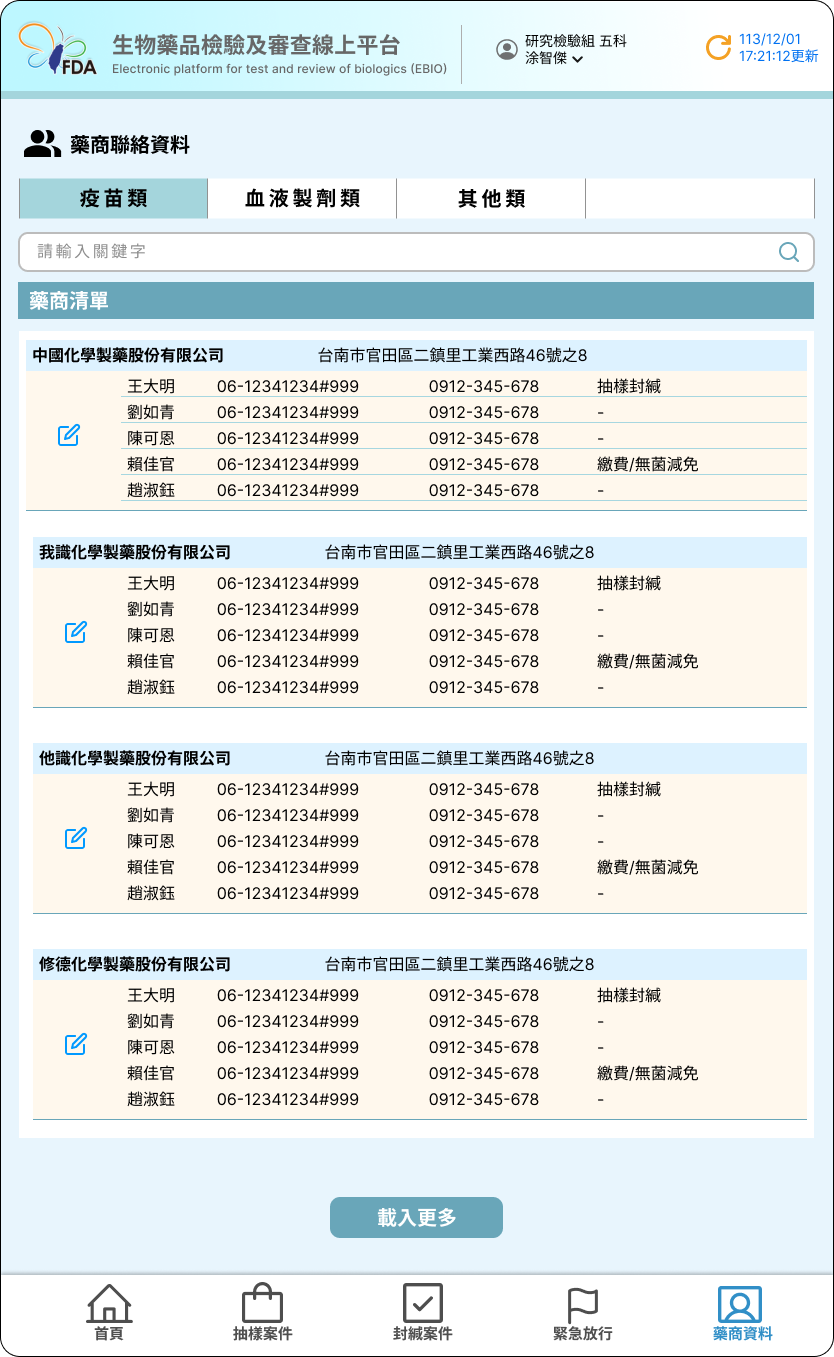 FDA
生物藥品檢驗及審查線上平台
Electronic platform for test and review of biologics (EBIO)
研究檢驗組 五科
涂智傑
113/12/01
17:21:12更新
藥商聯絡資料
疫苗類 血液製劑類 其他類
請輸入關鍵字
藥商清單
中國化學製藥股份有限公司 台南市官田區二鎮里工業西路46號之8
王大明 06-12341234#999 0912-345-678 抽樣封緘
劉如青 06-12341234#999 0912-345-678 -
陳可恩 06-12341234#999 0912-345-678 -
賴佳官 06-12341234#999 0912-345-678 繳費/無菌減免
趙淑鈺 06-12341234#999 0912-345-678 -
我識化學製藥股份有限公司 台南市官田區二鎮里工業西路46號之8
王大明 06-12341234#999 0912-345-678 抽樣封緘
劉如青 06-12341234#999 0912-345-678 -
陳可恩 06-12341234#999 0912-345-678 -
賴佳官 06-12341234#999 0912-345-678 繳費/無菌減免
趙淑鈺 06-12341234#999 0912-345-678 -
他識化學製藥股份有限公司 台南市官田區二鎮里工業西路46號之8
王大明 06-12341234#999 0912-345-678 抽樣封緘
劉如青 06-12341234#999 0912-345-678 -
陳可恩 06-12341234#999 0912-345-678 -
賴佳官 06-12341234#999 0912-345-678 繳費/無菌減免
趙淑鈺 06-12341234#999 0912-345-678 -
修德化學製藥股份有限公司 台南市官田區二鎮里工業西路46號之8
王大明 06-12341234#999 0912-345-678 抽樣封緘
劉如青 06-12341234#999 0912-345-678 -
陳可恩 06-12341234#999 0912-345-678 -
賴佳官 06-12341234#999 0912-345-678 繳費/無菌減免
趙淑鈺 06-12341234#999 0912-345-678 -
載入更多
首頁 抽樣案件 封緘案件 緊急放行 藥商資料